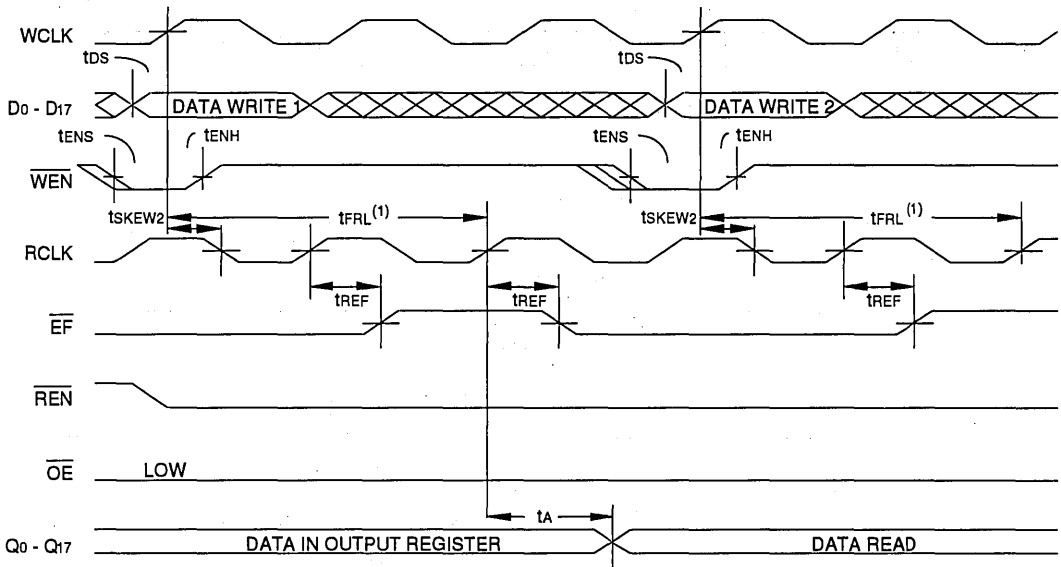 WCLK
tDS tDS
D0 - D17 DATA WRITE 1 DATA WRITE 2
tENS tENH tENS tENH
WEN
tSKEW2 tFRL(1) tSKEW2 tFRL(1)
RCLK
tREF tREF tREF
EF
REN
OE LOW
tA
Q0 - Q17 DATA IN OUTPUT REGISTER DATA READ